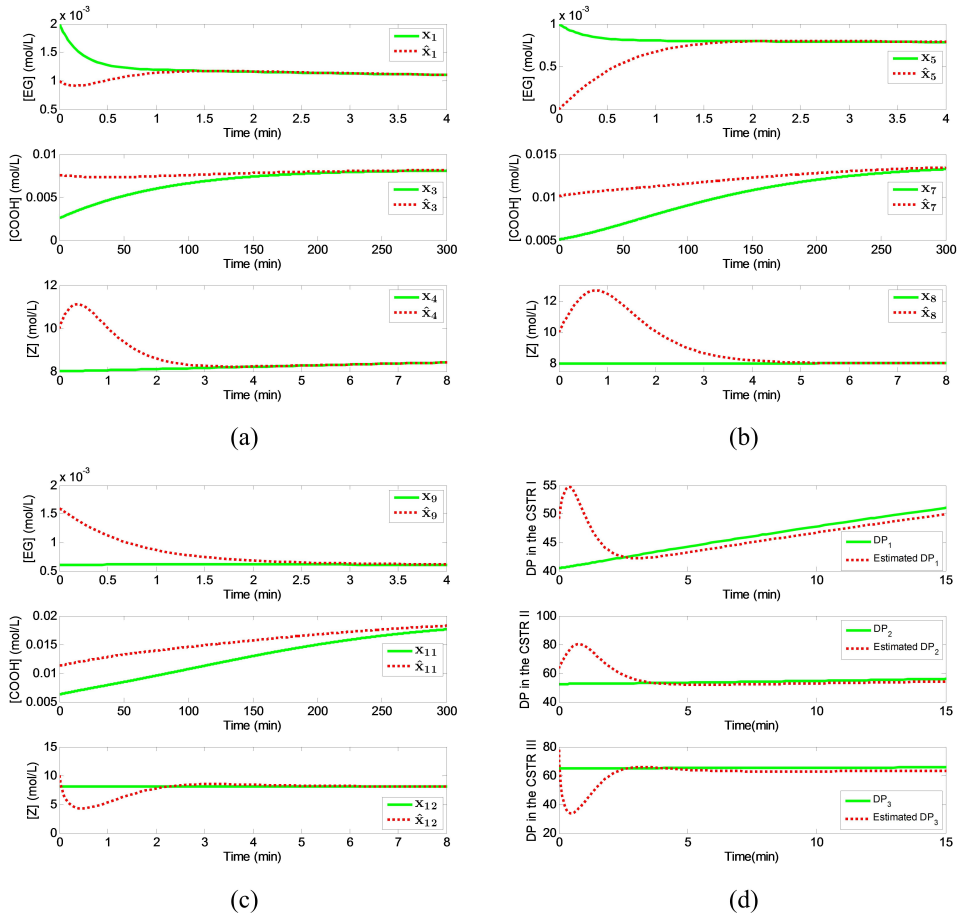 x 10⁻³
2
1.5
1
0.5
[EG] (mol/L)
x₁
x̂₁
0 0.5 1 1.5 2 2.5 3 3.5 4
Time (min)
0.01
0.005
0
[COOH] (mol/L)
x₃
x̂₃
0 50 100 150 200 250 300
Time (min)
12
10
8
[Z] (mol/L)
x₄
x̂₄
0 1 2 3 4 5 6 7 8
Time (min)
(a)
x 10⁻³
1
0.5
0
[EG] (mol/L)
x₅
x̂₅
0 0.5 1 1.5 2 2.5 3 3.5 4
Time (min)
0.015
0.01
0.005
[COOH] (mol/L)
x₇
x̂₇
0 50 100 150 200 250 300
Time (min)
12
10
8
[Z] (mol/L)
x₈
x̂₈
0 1 2 3 4 5 6 7 8
Time (min)
(b)
x 10⁻³
2
1.5
1
0.5
[EG] (mol/L)
x₉
x̂₉
0 0.5 1 1.5 2 2.5 3 3.5 4
Time (min)
0.02
0.015
0.01
0.005
[COOH] (mol/L)
x₁₁
x̂₁₁
0 50 100 150 200 250 300
Time (min)
15
10
5
0
[Z] (mol/L)
x₁₂
x̂₁₂
0 1 2 3 4 5 6 7 8
Time (min)
(c)
55
50
45
40
DP in the CSTR I
DP₁
Estimated DP₁
0 5 10 15
Time (min)
100
80
60
40
DP in the CSTR II
DP₂
Estimated DP₂
0 5 10 15
Time(min)
80
60
40
20
DP in the CSTR III
DP₃
Estimated DP₃
0 5 10 15
Time(min)
(d)